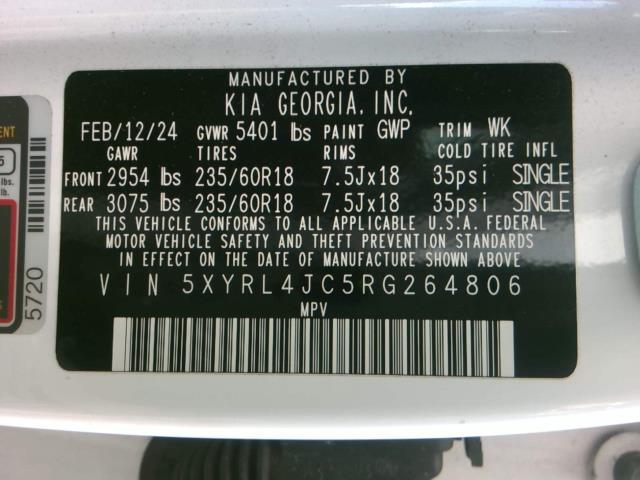 MANUFACTURED BY
KIA GEORGIA, INC.
FEB/12/24 GVWR 5401 lbs PAINT GWP TRIM WK
GAWR TIRES RIMS COLD TIRE INFL
FRONT 2954 lbs 235/60R18 7.5Jx18 35psi SINGLE
REAR 3075 lbs 235/60R18 7.5Jx18 35psi SINGLE
THIS VEHICLE CONFORMS TO ALL APPLICABLE U.S.A. FEDERAL
MOTOR VEHICLE SAFETY AND THEFT PREVENTION STANDARDS
IN EFFECT ON THE DATE OF MANUFACTURE SHOWN ABOVE.
VIN 5XYRL4JC5RG264806
MPV
5720
lbs.